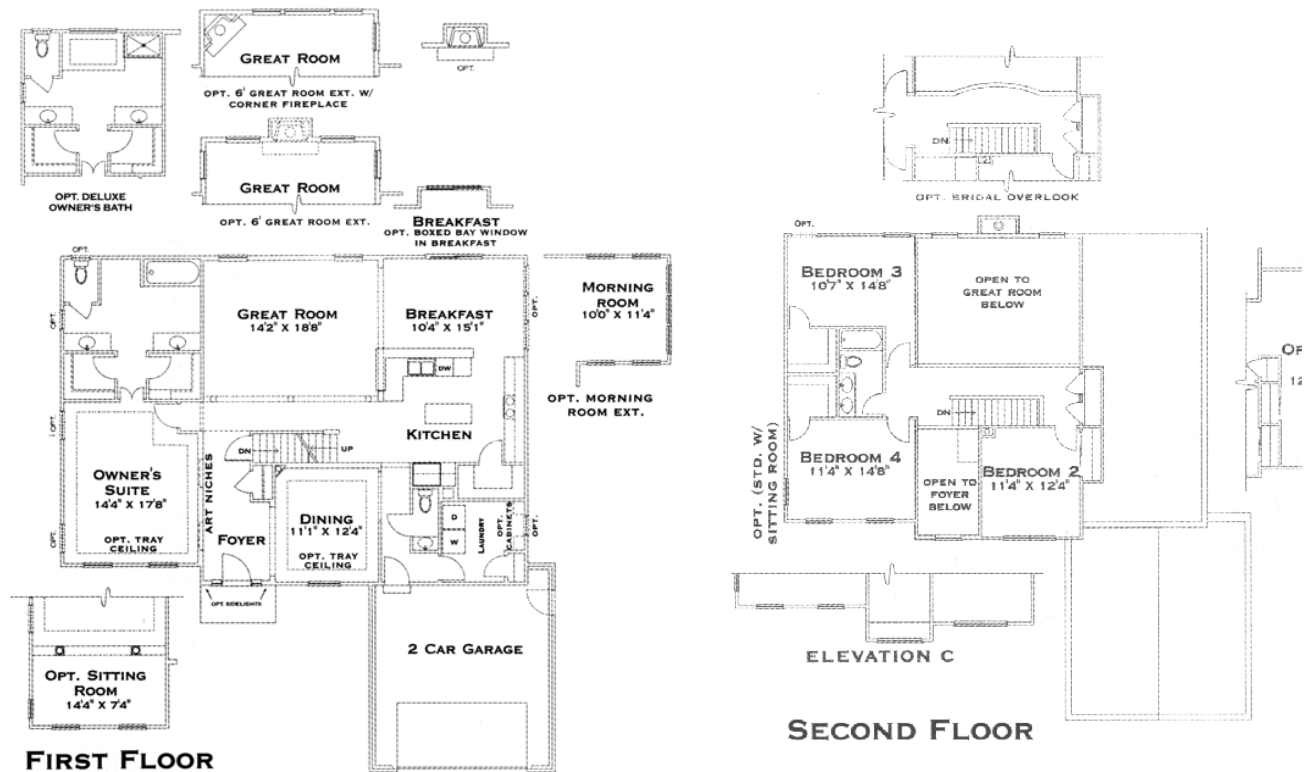 OPT. DELUXE
OWNER'S BATH
GREAT ROOM
OPT. 6' GREAT ROOM EXT. W/
CORNER FIREPLACE
OPT.
GREAT ROOM
OPT. 6' GREAT ROOM EXT.
BREAKFAST
OPT. BOXED BAY WINDOW
IN BREAKFAST
OPT.
OPT.
OPT.
OPT.
GREAT ROOM
14'2" X 18'8"
BREAKFAST
10'4" X 15'1"
OPT.
MORNING
ROOM
10'0" X 11'4"
OPT. MORNING
ROOM EXT.
DW
KITCHEN
DN
UP
OWNER'S
SUITE
14'4" X 17'8"
OPT. TRAY
CEILING
ART NICHES
FOYER
DINING
11'1" X 12'4"
OPT. TRAY
CEILING
D
W
LAUNDRY
OPT.
CABINETS
OPT.
OPT. SIDELIGHTS
2 CAR GARAGE
OPT. SITTING
ROOM
14'4" X 7'4"
FIRST FLOOR
DN
OPT. BRIDAL OVERLOOK
OPT.
BEDROOM 3
10'7" X 14'8"
OPEN TO
GREAT ROOM
BELOW
DN
BEDROOM 4
11'4" X 14'8"
OPEN TO
FOYER
BELOW
BEDROOM 2
11'4" X 12'4"
OPT. (STD. W/
SITTING ROOM)
ELEVATION C
SECOND FLOOR